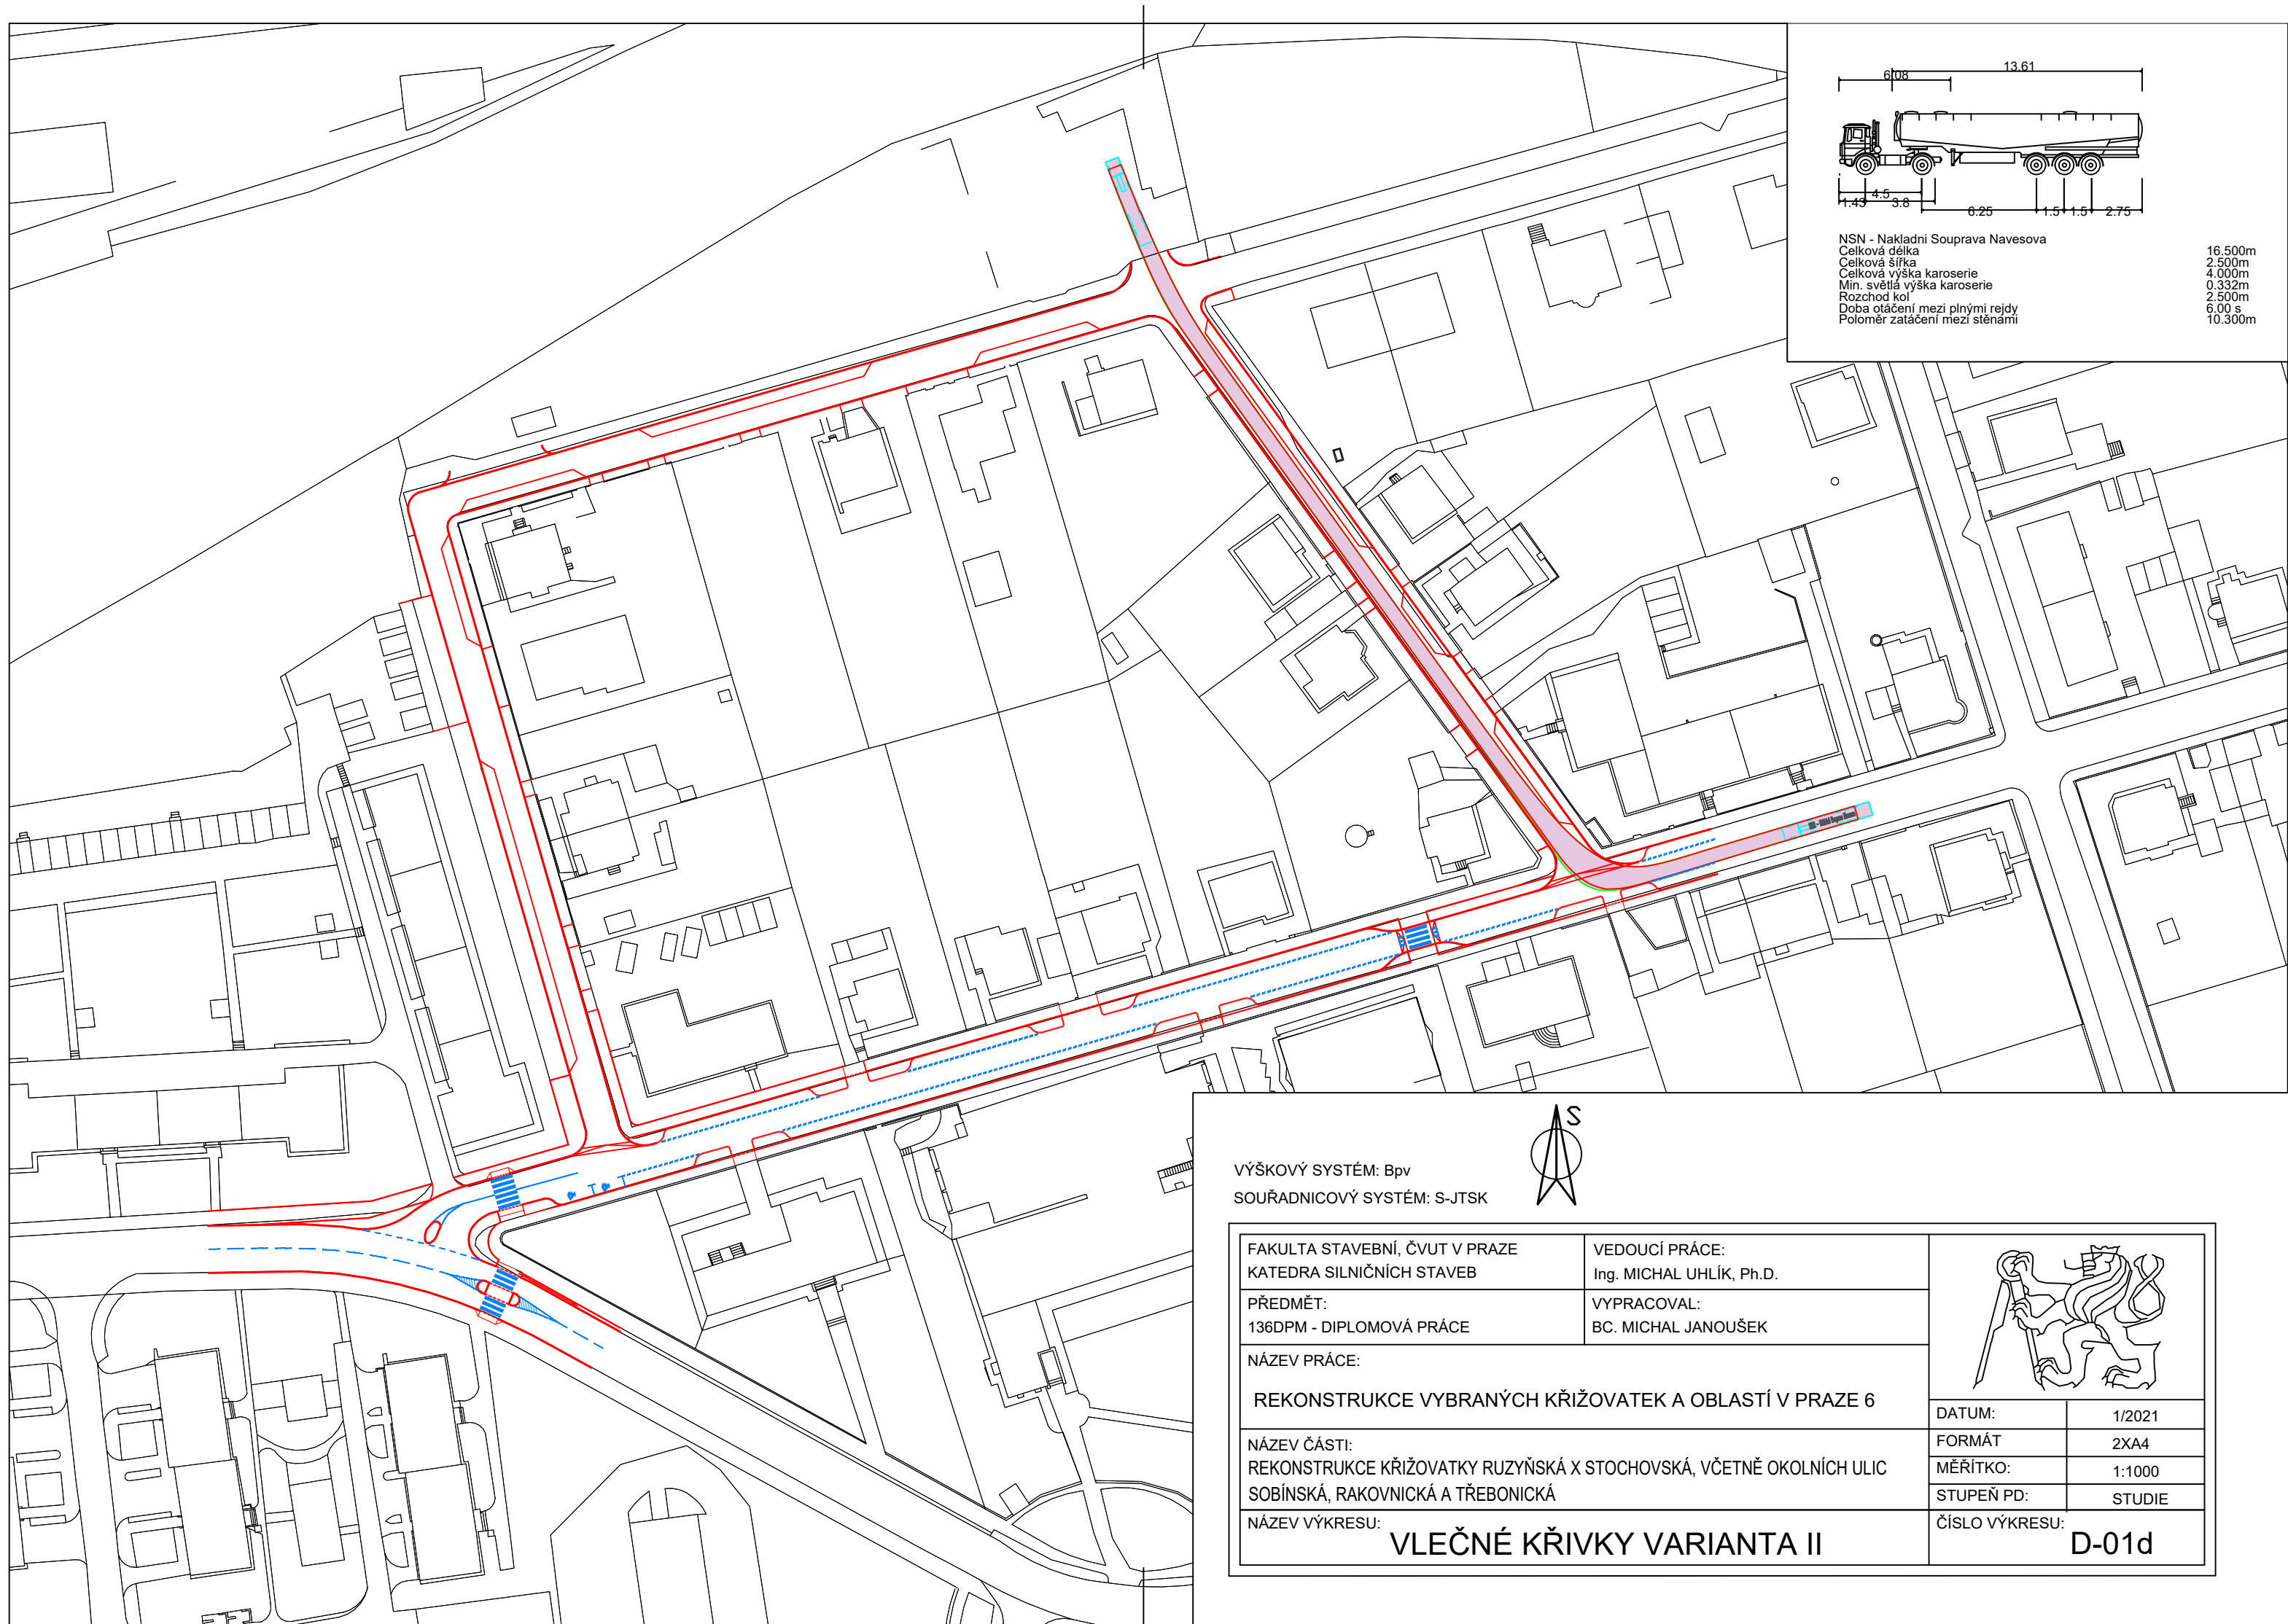 6.08
13.61
4.5
1.43
3.8
6.25
1.5
1.5
2.75
NSN - Nakladni Souprava Navesova
Celková délka 16.500m
Celková šířka 2.500m
Celková výška karoserie 4.000m
Min. světlá výška karoserie 0.332m
Rozchod kol 2.500m
Doba otáčení mezi plnými rejdy 6.00 s
Poloměr zatáčení mezi stěnami 10.300m
S
VÝŠKOVÝ SYSTÉM: Bpv
SOUŘADNICOVÝ SYSTÉM: S-JTSK
FAKULTA STAVEBNÍ, ČVUT V PRAZE
KATEDRA SILNIČNÍCH STAVEB
VEDOUCÍ PRÁCE:
Ing. MICHAL UHLÍK, Ph.D.
PŘEDMĚT:
136DPM - DIPLOMOVÁ PRÁCE
VYPRACOVAL:
BC. MICHAL JANOUŠEK
NÁZEV PRÁCE:
REKONSTRUKCE VYBRANÝCH KŘIŽOVATEK A OBLASTÍ V PRAZE 6
DATUM: 1/2021
FORMÁT 2XA4
MĚŘÍTKO: 1:1000
STUPEŇ PD: STUDIE
NÁZEV ČÁSTI:
REKONSTRUKCE KŘIŽOVATKY RUZYŇSKÁ X STOCHOVSKÁ, VČETNĚ OKOLNÍCH ULIC
SOBÍNSKÁ, RAKOVNICKÁ A TŘEBONICKÁ
NÁZEV VÝKRESU:
VLEČNÉ KŘIVKY VARIANTA II
ČÍSLO VÝKRESU:
D-01d